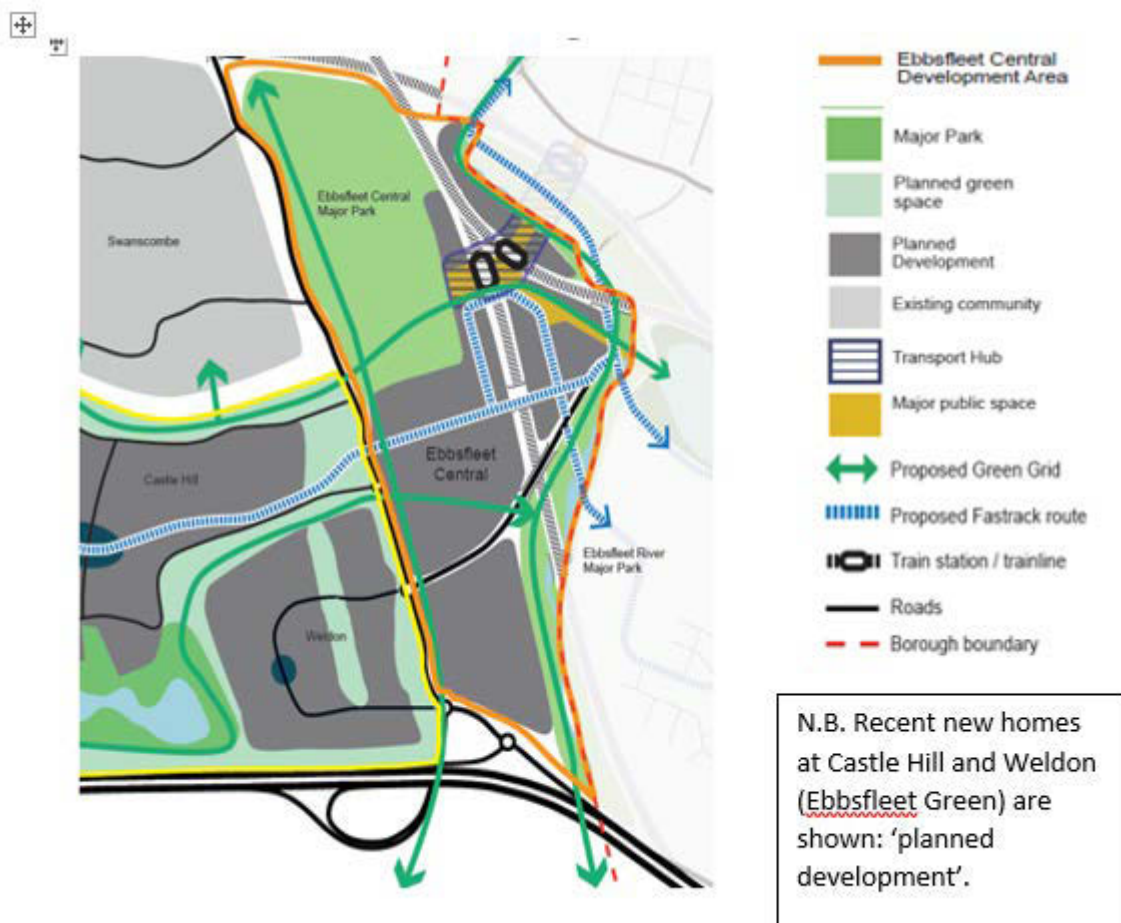 Ebbsfleet Central
Development Area
Major Park
Planned green
space
Planned
Development
Existing community
Transport Hub
Major public space
Proposed Green Grid
Proposed Fastrack route
Train station / trainline
Roads
Borough boundary
Ebbsfleet Central
Major Park
Swanscombe
Castle Hill
Ebbsfleet
Central
Ebbsfleet River
Major Park
Weldon
N.B. Recent new homes
at Castle Hill and Weldon
(Ebbsfleet Green) are
shown: ‘planned
development’.